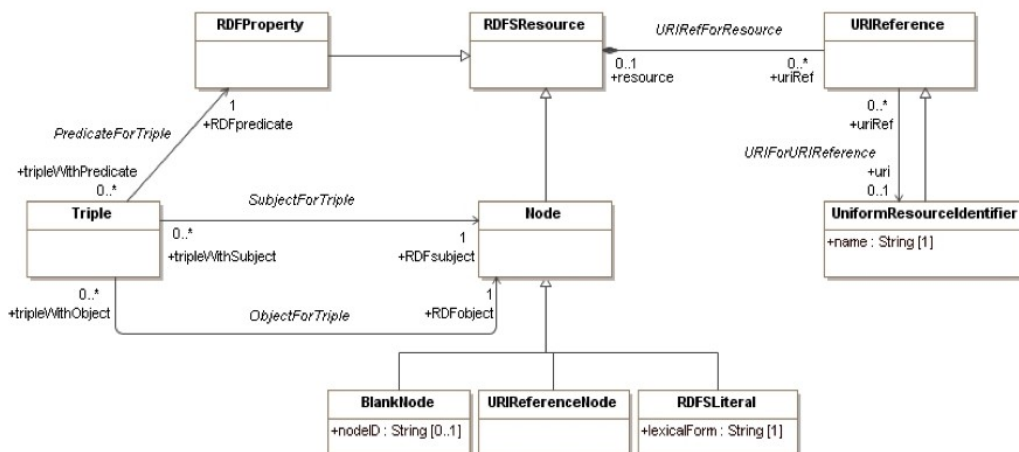 RDFProperty
RDFSResource
URIReference
URIRefForResource
0..1
+resource
0..*
+uriRef
1
+RDFpredicate
PredicateForTriple
+tripleWithPredicate
0..*
0..*
+uriRef
URIForURIReference
+uri
0..1
Triple
SubjectForTriple
0..*
+tripleWithSubject
1
+RDFsubject
Node
UniformResourceIdentifier
+name : String [1]
0..*
+tripleWithObject
ObjectForTriple
1
+RDFobject
BlankNode
+nodeID : String [0..1]
URIReferenceNode
RDFSLiteral
+lexicalForm : String [1]